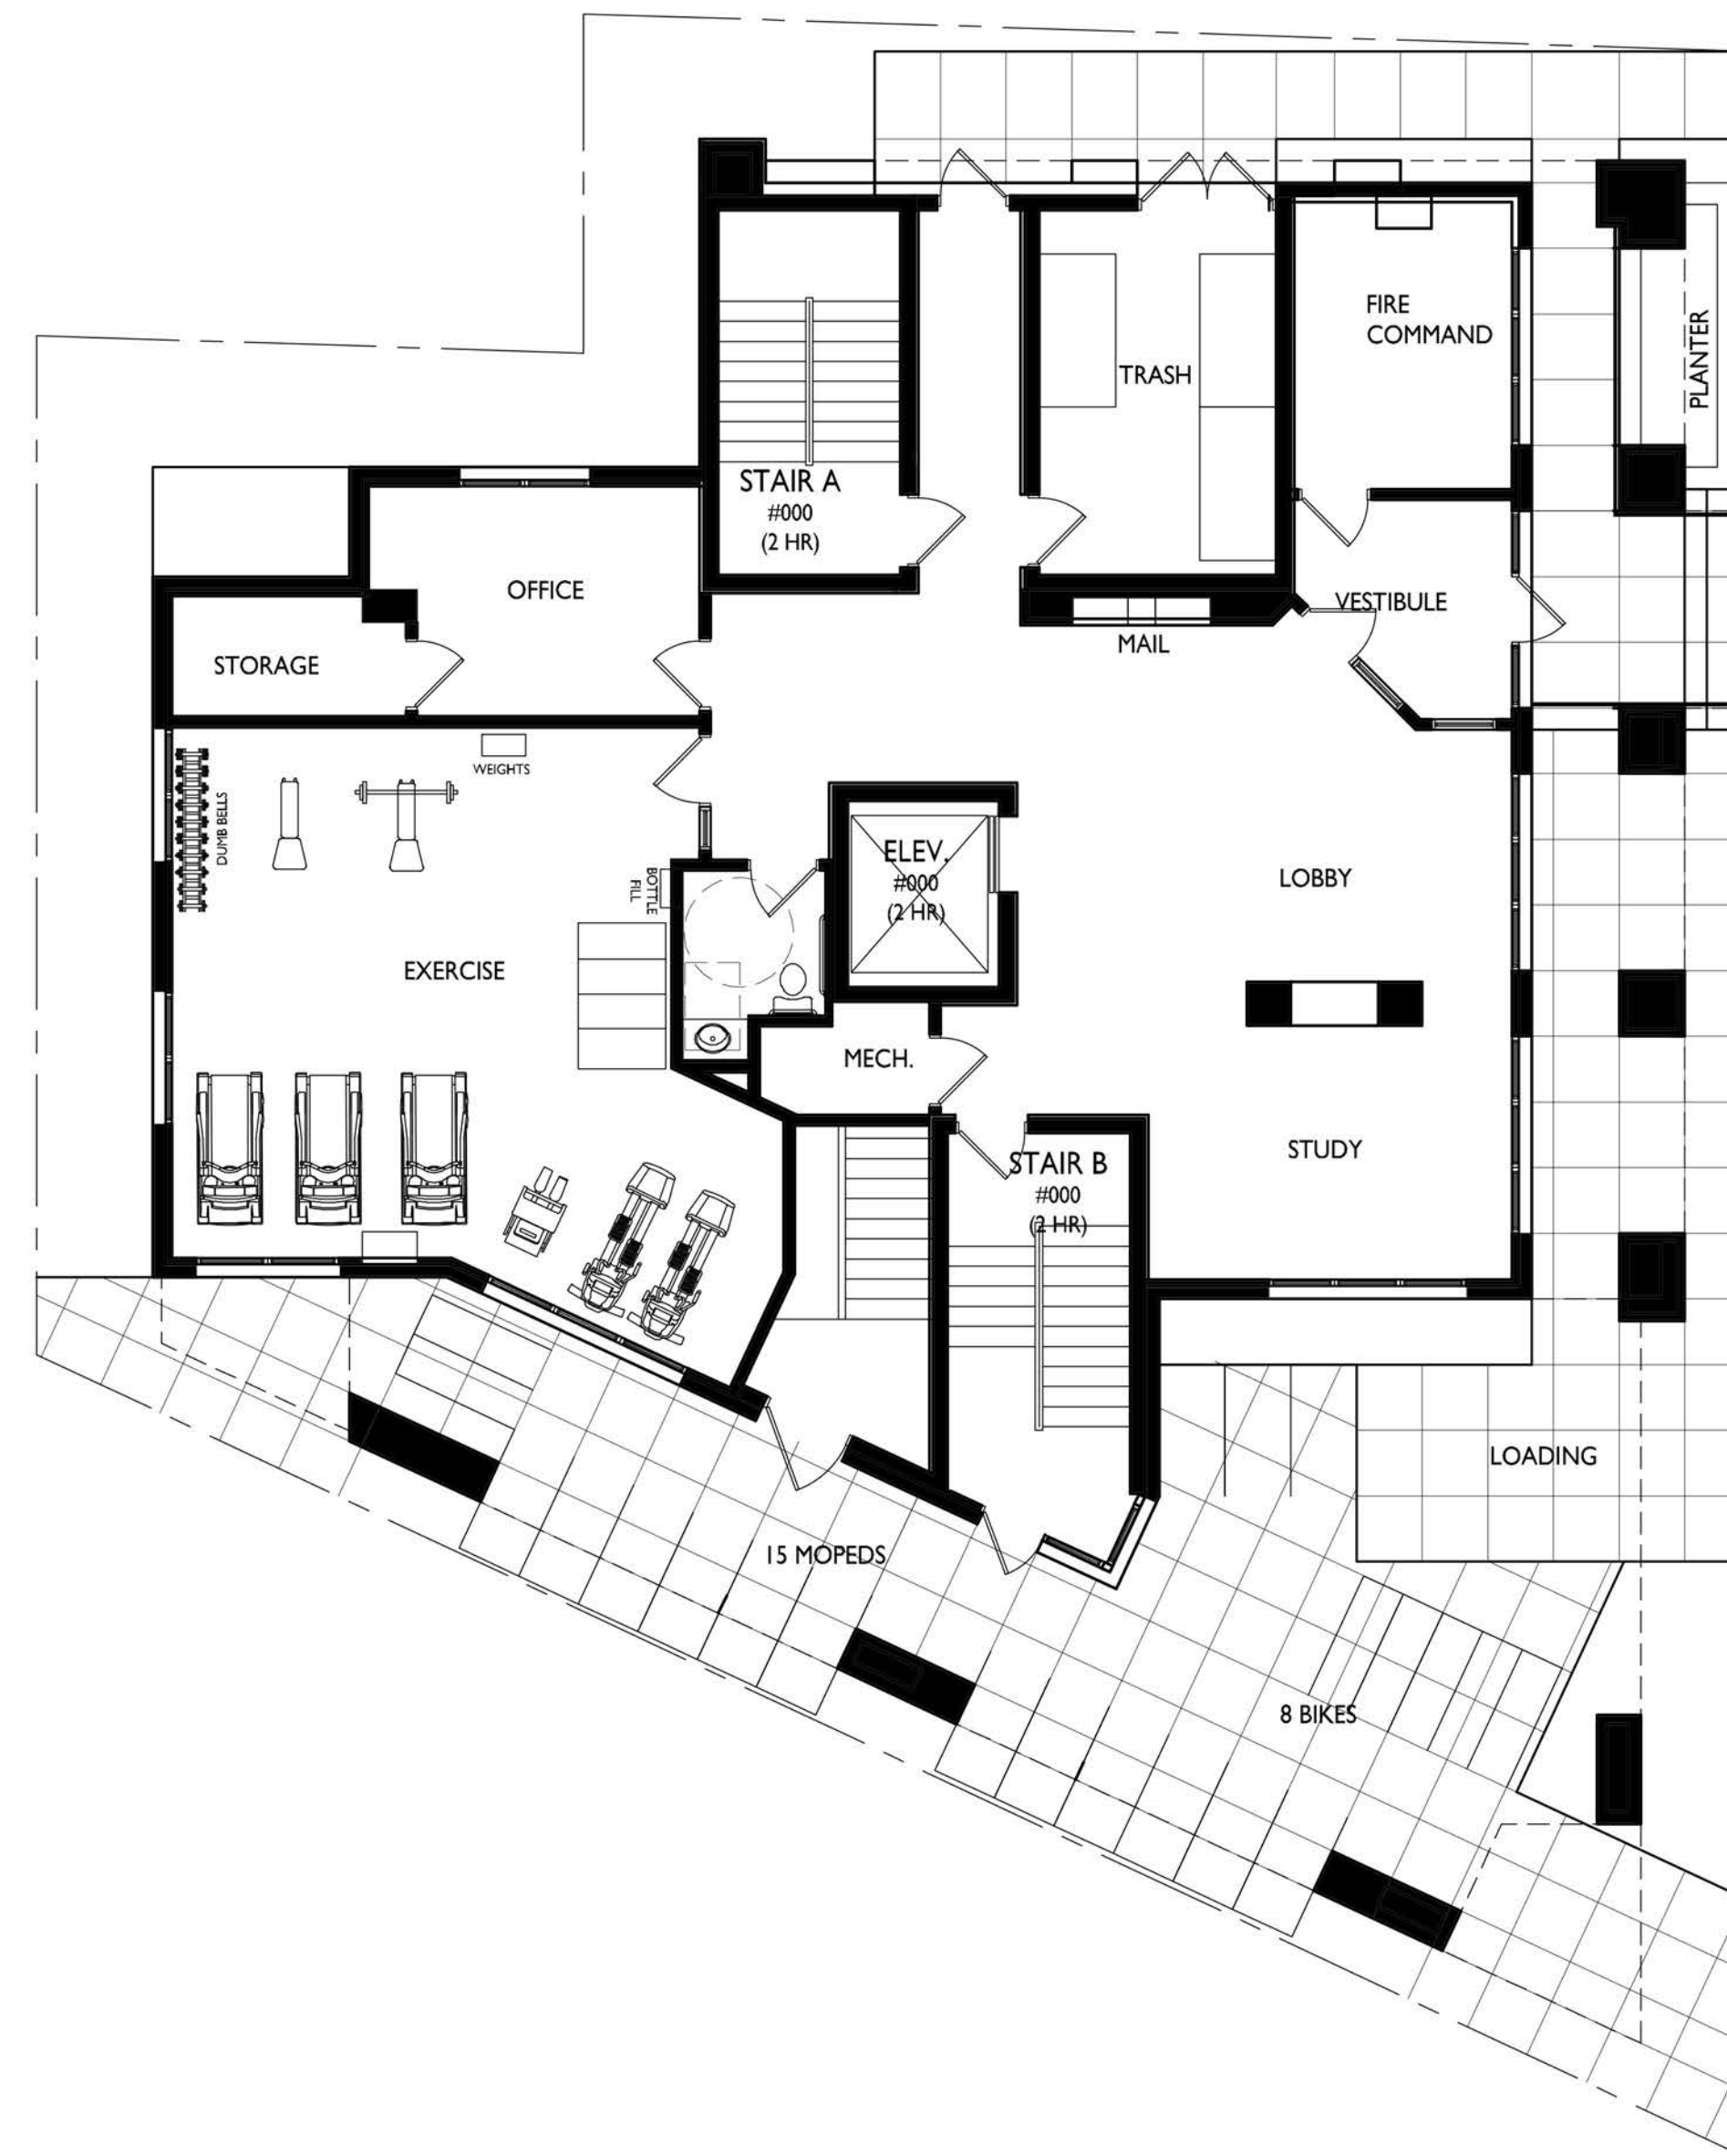 FIRE
COMMAND
PLANTER
TRASH
STAIR A
#000
(2 HR)
OFFICE
VESTIBULE
MAIL
STORAGE
WEIGHTS
DUMB BELLS
BOTTLE
FILL
ELEV.
#000
(2 HR)
LOBBY
EXERCISE
MECH.
STUDY
STAIR B
#000
(2 HR)
LOADING
15 MOPEDS
8 BIKES